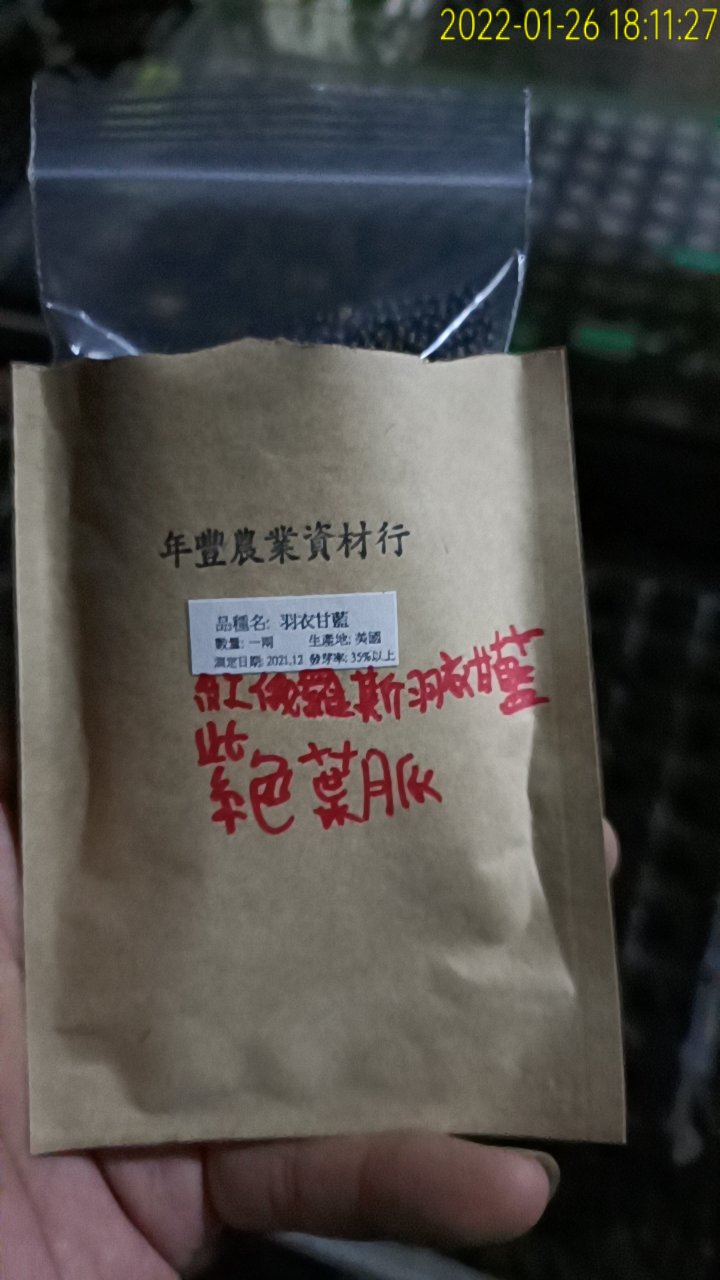 2022-01-26 18:11:27
年豐農業資材行
品種名: 羽衣甘藍
數量: 一兩 生產地: 美國
測定日期: 2021.12 發芽率: 35%以上
紅俄羅斯羽衣甘藍
此
絕葉脈